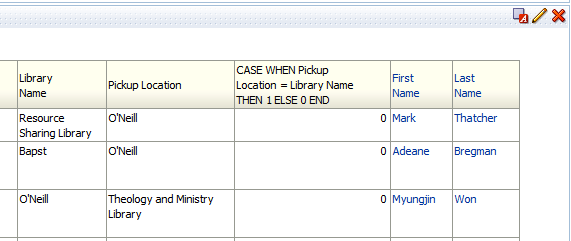 Library Name
Pickup Location
CASE WHEN Pickup
Location = Library Name
THEN 1 ELSE 0 END
First Name
Last Name
Resource Sharing Library
O'Neill
0
Mark
Thatcher
Bapst
O'Neill
0
Adeane
Bregman
O'Neill
Theology and Ministry Library
0
Myungjin
Won